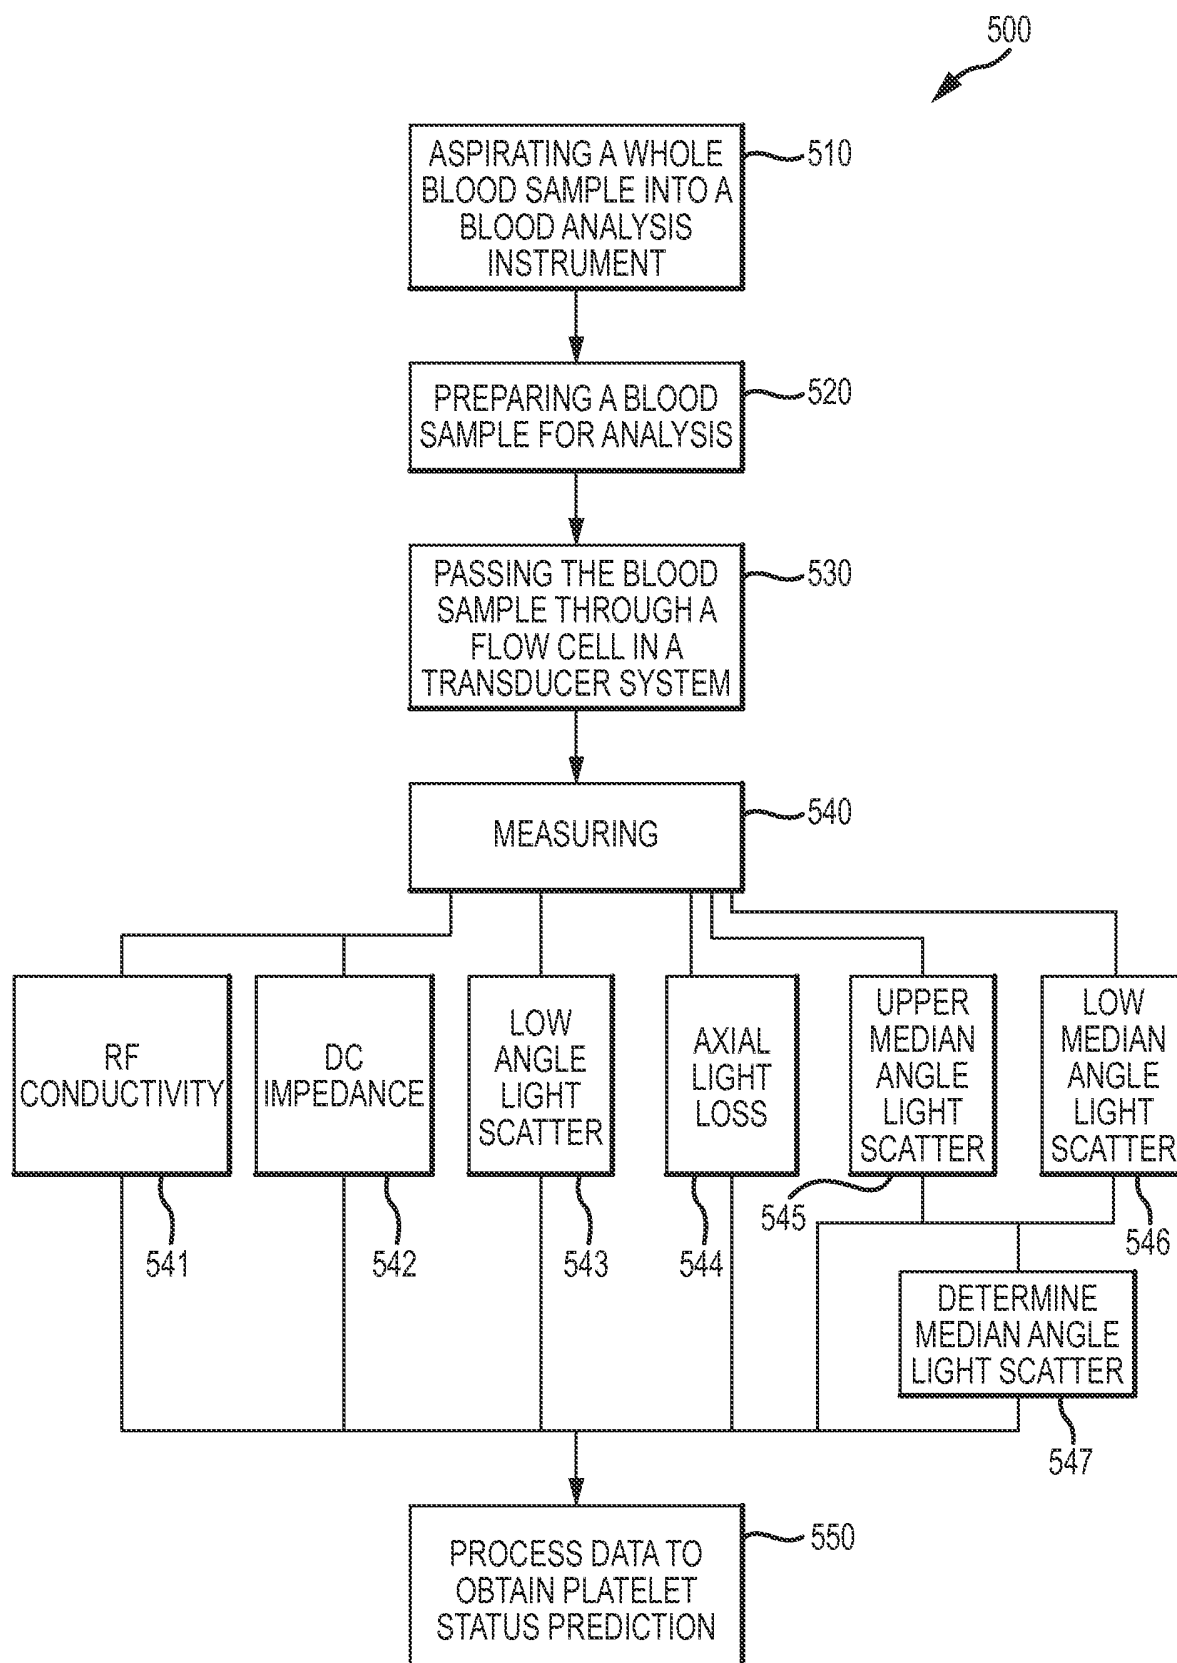 500
ASPIRATING A WHOLE
BLOOD SAMPLE INTO A
BLOOD ANALYSIS
INSTRUMENT
510
PREPARING A BLOOD
SAMPLE FOR ANALYSIS
520
PASSING THE BLOOD
SAMPLE THROUGH A
FLOW CELL IN A
TRANSDUCER SYSTEM
530
MEASURING
540
RF
CONDUCTIVITY
541
DC
IMPEDANCE
542
LOW
ANGLE
LIGHT
SCATTER
543
AXIAL
LIGHT
LOSS
544
UPPER
MEDIAN
ANGLE
LIGHT
SCATTER
545
LOW
MEDIAN
ANGLE
LIGHT
SCATTER
546
DETERMINE
MEDIAN ANGLE
LIGHT SCATTER
547
PROCESS DATA TO
OBTAIN PLATELET
STATUS PREDICTION
550